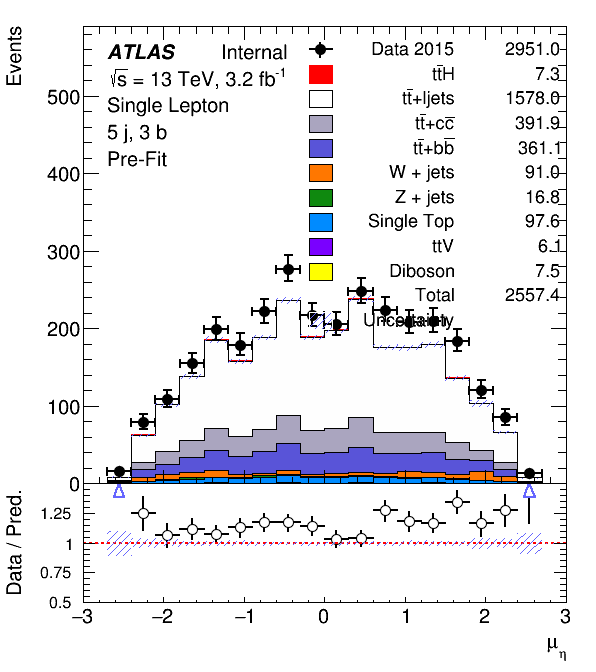 Events
ATLAS Internal
√s = 13 TeV, 3.2 fb⁻¹
Single Lepton
5 j, 3 b
Pre-Fit
Data 2015 2951.0
tt̄H 7.3
tt̄+ljets 1578.0
tt̄+cc̄ 391.9
tt̄+bb̄ 361.1
W + jets 91.0
Z + jets 16.8
Single Top 97.6
ttV 6.1
Diboson 7.5
Total 2557.4
Uncertainty
500
400
300
200
100
0
Data / Pred.
1.25
1
0.75
0.5
−3 −2 −1 0 1 2 3
μη